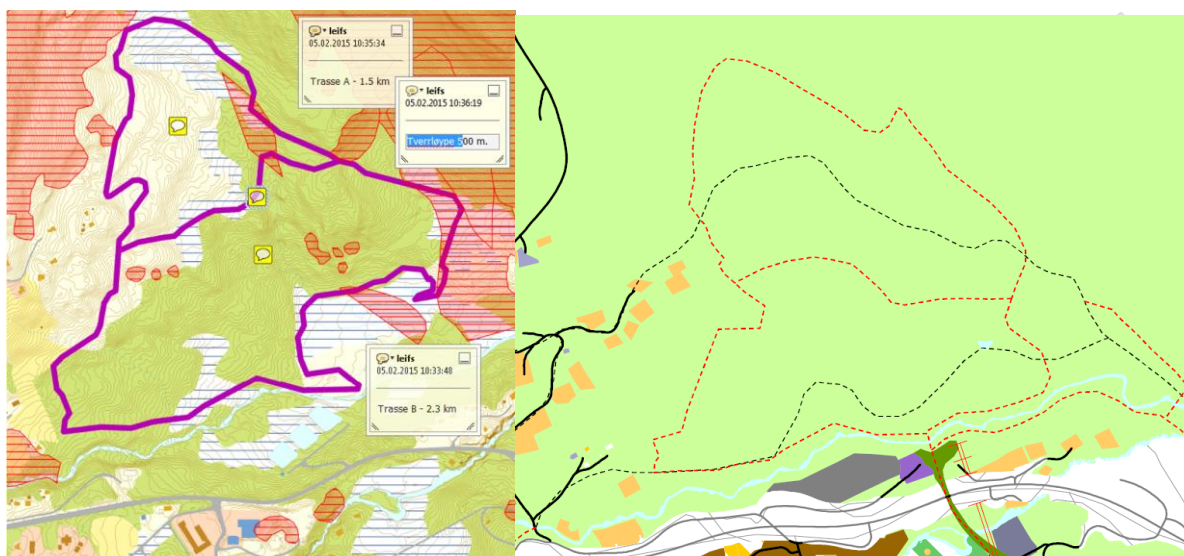 leifs
05.02.2015 10:35:34
Trasse A - 1.5 km
leifs
05.02.2015 10:36:19
Tverrløype 500 m.
leifs
05.02.2015 10:33:48
Trasse B - 2.3 km